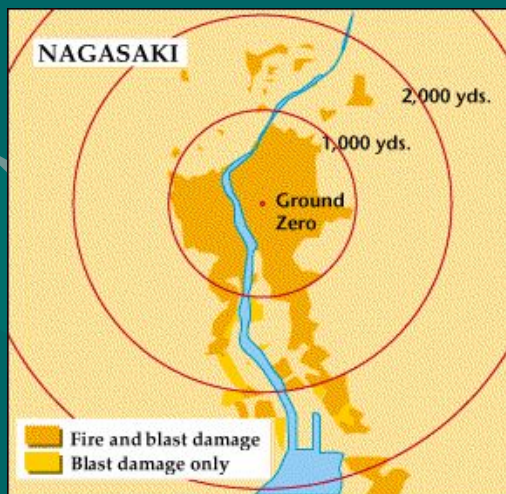 NAGASAKI
2,000 yds.
1,000 yds.
Ground
Zero
Fire and blast damage
Blast damage only